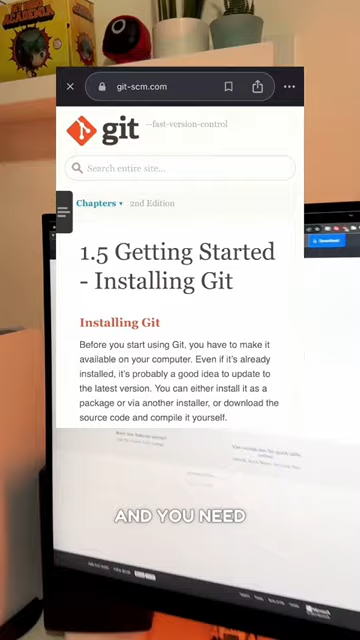 git-scm.com
git
--fast-version-control
Search entire site...
Chapters ▾ 2nd Edition
1.5 Getting Started
- Installing Git
Installing Git
Before you start using Git, you have to make it
available on your computer. Even if it's already
installed, it's probably a good idea to update to
the latest version. You can either install it as a
package or via another installer, or download the
source code and compile it yourself.
AND YOU NEED